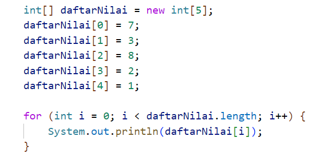 int[] daftarNilai = new int[5];
daftarNilai[0] = 7;
daftarNilai[1] = 3;
daftarNilai[2] = 8;
daftarNilai[3] = 2;
daftarNilai[4] = 1;

for (int i = 0; i < daftarNilai.length; i++) {
    System.out.println(daftarNilai[i]);
}